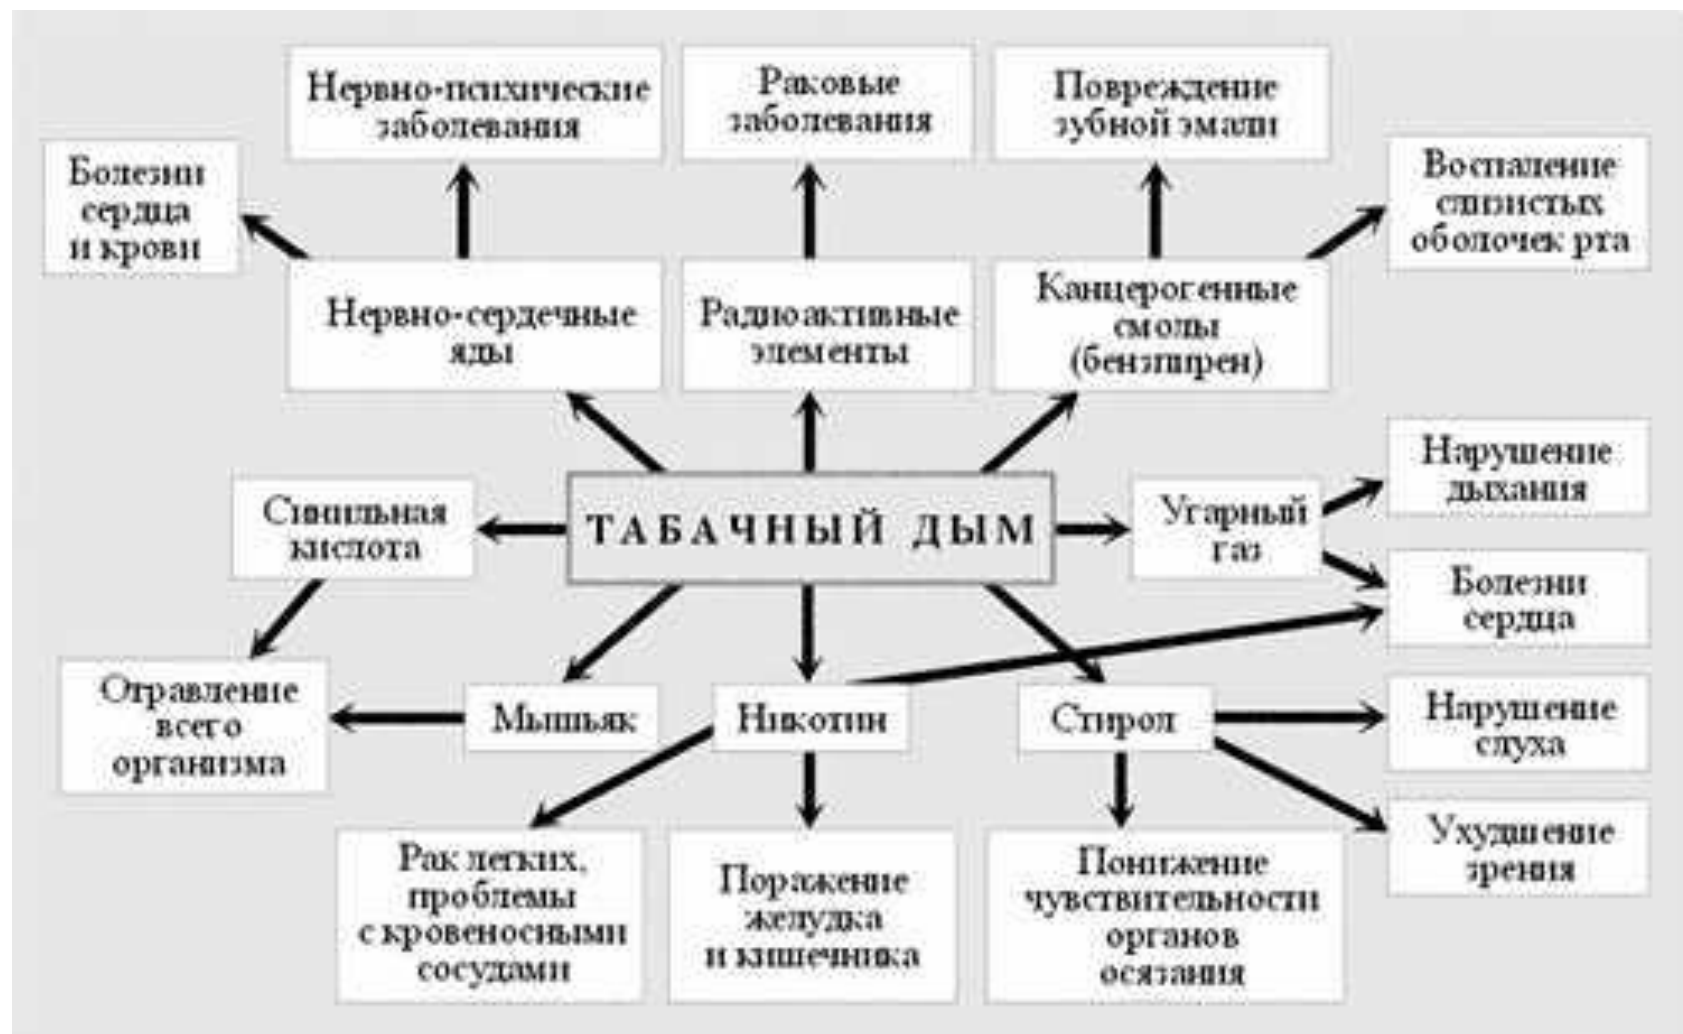 Нервно-психические
заболевания
Раковые
заболевания
Повреждение
зубной эмали
Болезни
сердца
и крови
Воспаление
слизистых
оболочек рта
Нервно-сердечные
яды
Радиоактивные
элементы
Канцерогенные
смолы
(бензпирен)
Синильная
кислота
ТАБАЧНЫЙ ДЫМ
Угарный
газ
Нарушение
дыхания
Болезни
сердца
Отравление
всего
организма
Мышьяк
Никотин
Стирол
Нарушение
слуха
Ухудшение
зрения
Рак легких,
проблемы
с кровеносными
сосудами
Поражение
желудка
и кишечника
Понижение
чувствительности
органов
осязания